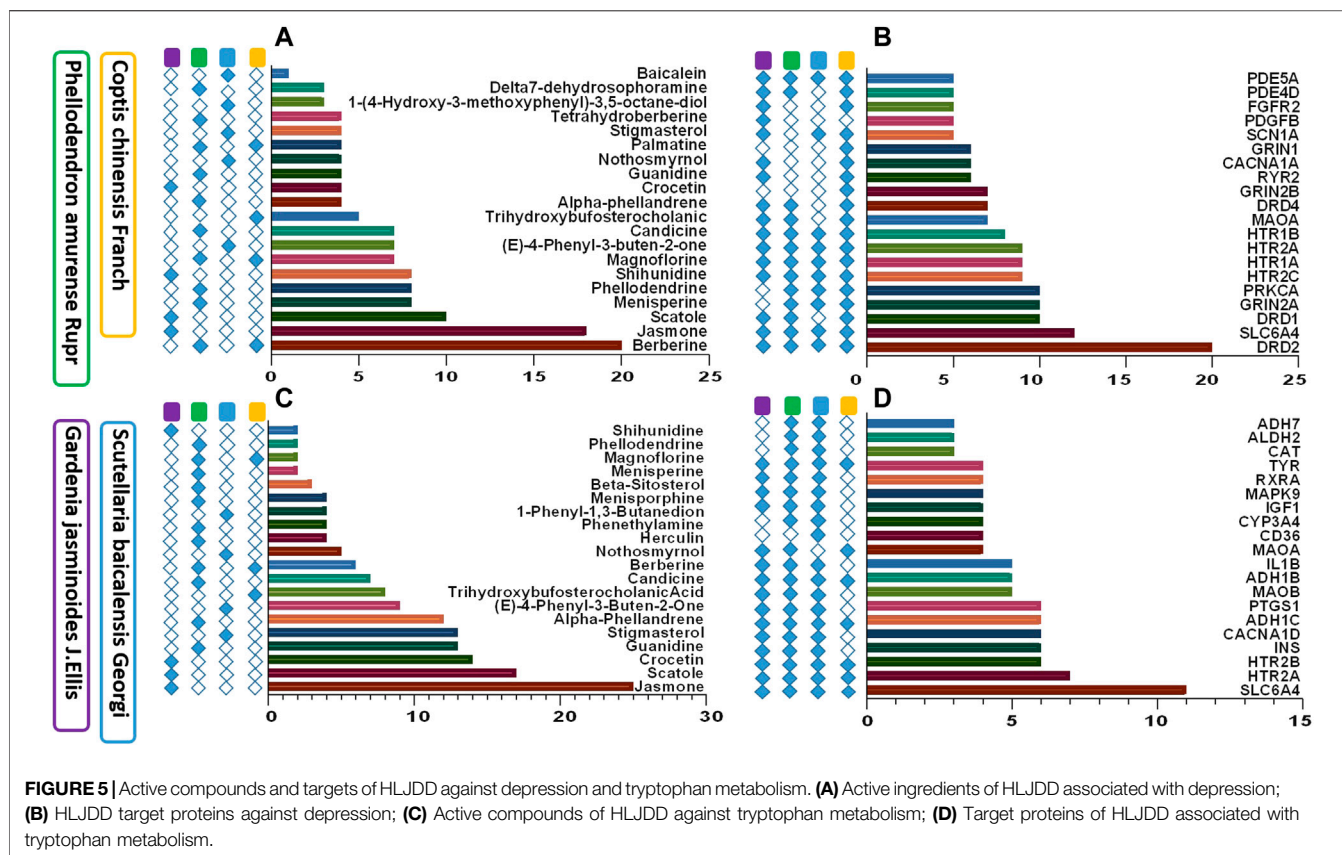 Phellodendron amurense Rupr
Coptis chinensis Franch
Gardenia jasminoides J.Ellis
Scutellaria baicalensis Georgi
A
Baicalein
Delta7-dehydrosophoramine
1-(4-Hydroxy-3-methoxyphenyl)-3,5-octane-diol
Tetrahydroberberine
Stigmasterol
Palmatine
Nothosmyrnol
Guanidine
Crocetin
Alpha-phellandrene
Trihydroxybufosterocholanic
Candicine
(E)-4-Phenyl-3-buten-2-one
Magnoflorine
Shihunidine
Phellodendrine
Menisperine
Scatole
Jasmone
Berberine
0 5 10 15 20 25
B
PDE5A
PDE4D
FGFR2
PDGFB
SCN1A
GRIN1
CACNA1A
RYR2
GRIN2B
DRD4
MAOA
HTR1B
HTR2A
HTR1A
HTR2C
PRKCA
GRIN2A
DRD1
SLC6A4
DRD2
0 5 10 15 20 25
C
Shihunidine
Phellodendrine
Magnoflorine
Menisperine
Beta-Sitosterol
Menisporphine
1-Phenyl-1,3-Butanedion
Phenethylamine
Herculin
Nothosmyrnol
Berberine
Candicine
TrihydroxybufosterocholanicAcid
(E)-4-Phenyl-3-Buten-2-One
Alpha-Phellandrene
Stigmasterol
Guanidine
Crocetin
Scatole
Jasmone
0 10 20 30
D
ADH7
ALDH2
CAT
TYR
RXRA
MAPK9
IGF1
CYP3A4
CD36
MAOA
IL1B
ADH1B
MAOB
PTGS1
ADH1C
CACNA1D
INS
HTR2B
HTR2A
SLC6A4
0 5 10 15
FIGURE 5 | Active compounds and targets of HLJDD against depression and tryptophan metabolism. (A) Active ingredients of HLJDD associated with depression;
(B) HLJDD target proteins against depression; (C) Active compounds of HLJDD against tryptophan metabolism; (D) Target proteins of HLJDD associated with
tryptophan metabolism.